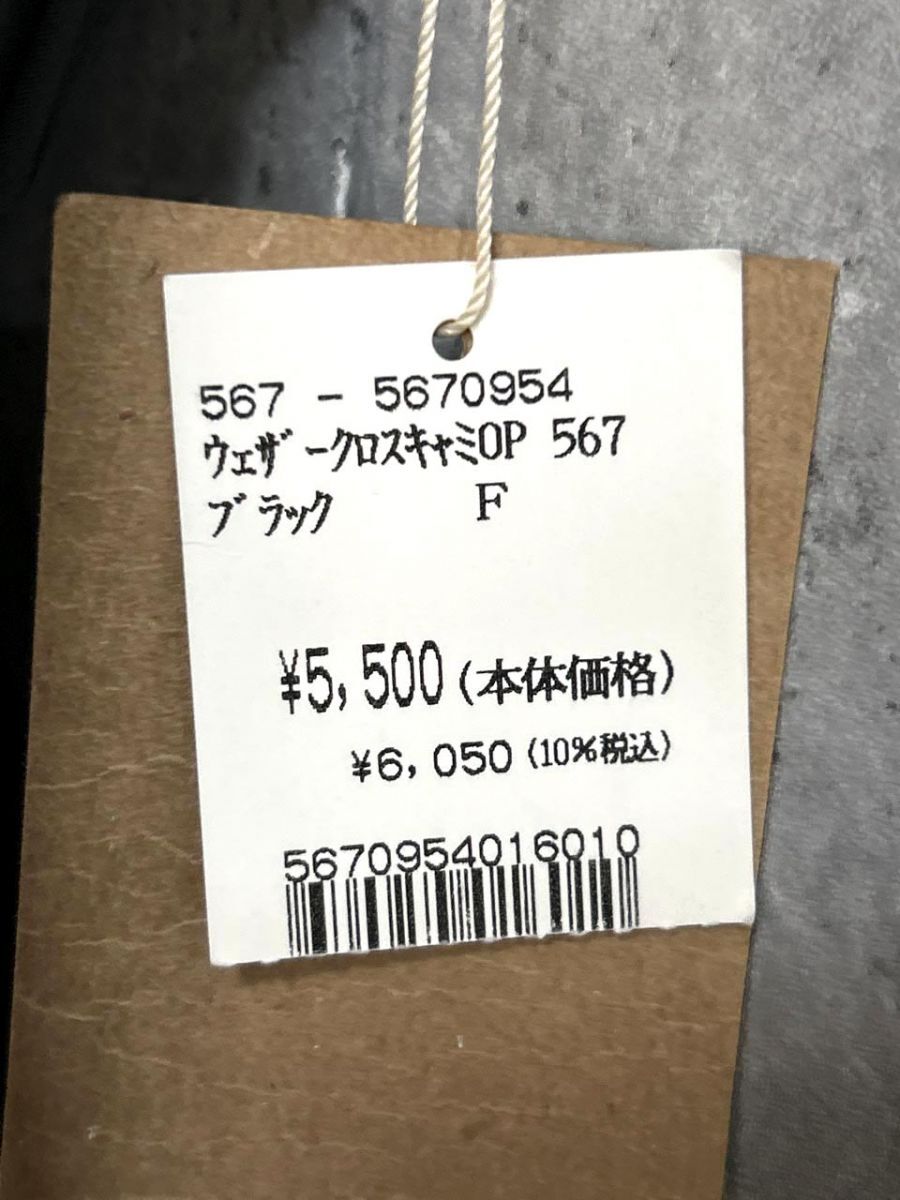 567 - 5670954
ウェザークロスキャミOP 567
ブラック F
¥5,500(本体価格)
¥6,050(10%税込)
5670954016010